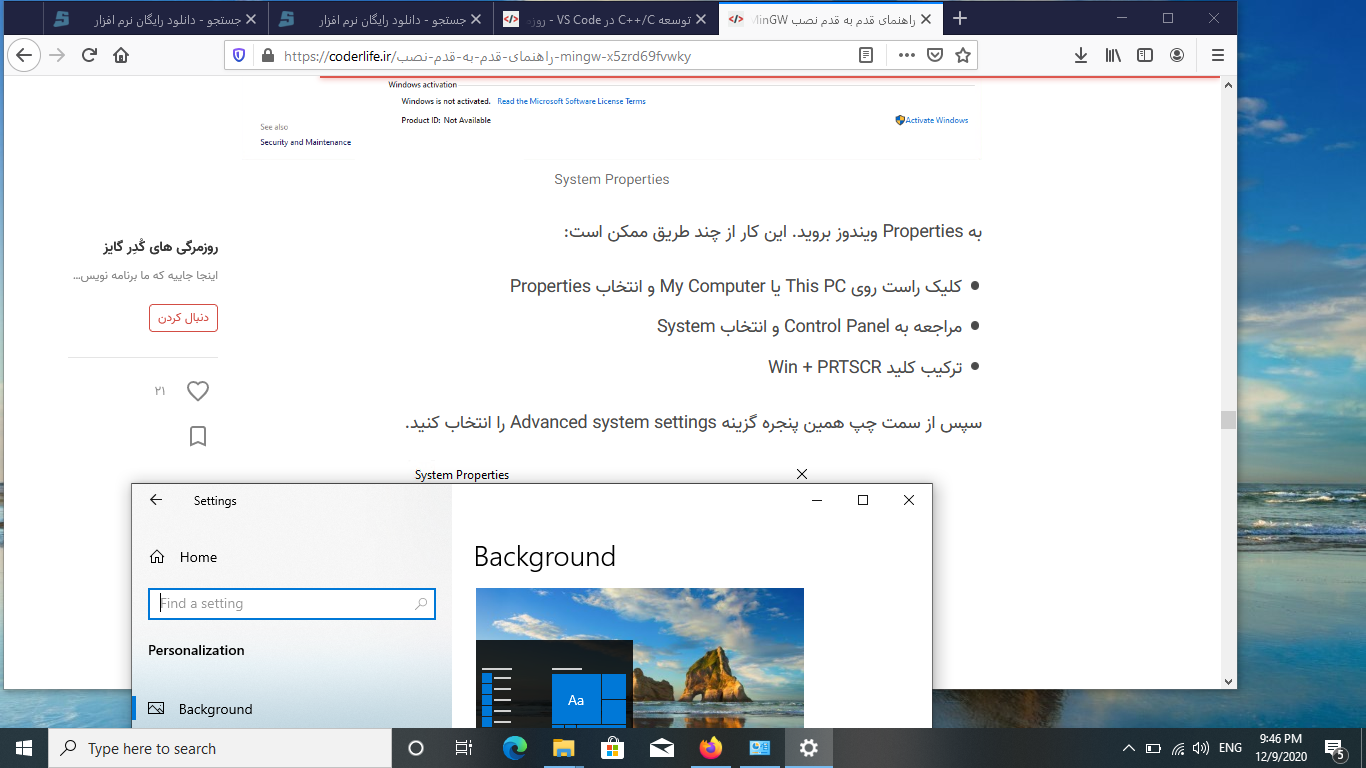 جستجو - دانلود رایگان نرم افزار
جستجو - دانلود رایگان نرم افزار
توسعه C++/C در VS Code - روزم
راهنمای قدم به قدم نصب MinGW
https://coderlife.ir/راهنمای-قدم-به-قدم-نصب-mingw-x5zrd69fvwky
Windows activation
Windows is not activated. Read the Microsoft Software License Terms
Product ID: Not Available
Activate Windows
See also
Security and Maintenance
System Properties
به Properties ویندوز بروید. این کار از چند طریق ممکن است:
کلیک راست روی This PC یا My Computer و انتخاب Properties
مراجعه به Control Panel و انتخاب System
ترکیب کلید Win + PRTSCR
سپس از سمت چپ همین پنجره گزینه Advanced system settings را انتخاب کنید.
روزمرگی های کُدِر گایز
اینجا جاییه که ما برنامه نویس...
دنبال کردن
۲۱
System Properties
Settings
Home
Find a setting
Personalization
Background
Background
Aa
Type here to search
ENG
9:46 PM
12/9/2020
5